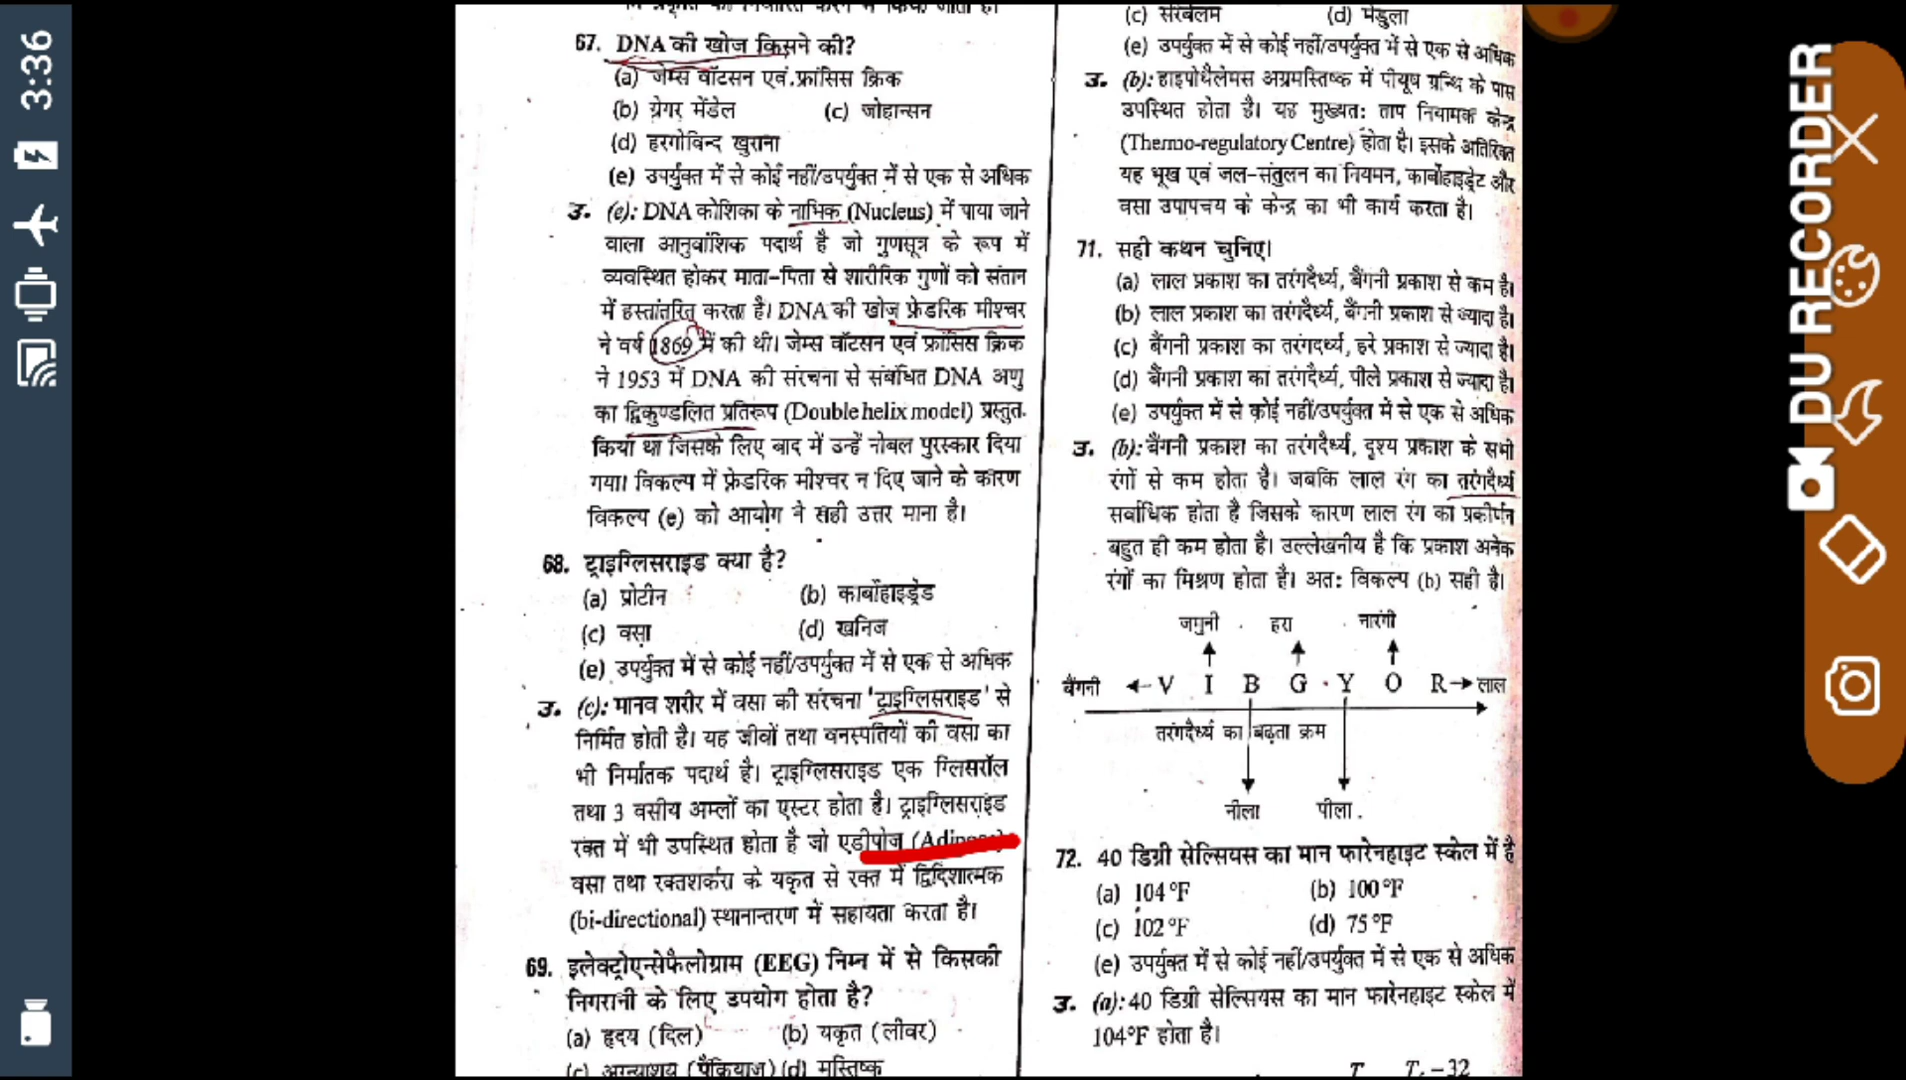 3:36
67. DNA की खोज किसने की?
(a) जेम्स वॉटसन एवं फ्रांसिस क्रिक
(b) ग्रेगर मेंडेल (c) जोहान्सन
(d) हरगोविन्द खुराना
(e) उपर्युक्त में से कोई नहीं/उपर्युक्त में से एक से अधिक
उ. (e): DNA कोशिका के नाभिक (Nucleus) में पाया जाने
वाला आनुवांशिक पदार्थ है जो गुणसूत्र के रूप में
व्यवस्थित होकर माता-पिता से शारीरिक गुणों को संतान
में हस्तांतरित करता है। DNA की खोज फ्रेडरिक मीश्चर
ने वर्ष 1869 में की थी। जेम्स वॉटसन एवं फ्रांसिस क्रिक
ने 1953 में DNA की संरचना से संबंधित DNA अणु
का द्विकुण्डलित प्रतिरूप (Double helix model) प्रस्तुत
किया था जिसके लिए बाद में उन्हें नोबल पुरस्कार दिया
गया। विकल्प में फ्रेडरिक मीश्चर न दिए जाने के कारण
विकल्प (e) को आयोग ने सही उत्तर माना है।
68. ट्राइग्लिसराइड क्या है?
(a) प्रोटीन (b) कार्बोहाइड्रेड
(c) वसा (d) खनिज
(e) उपर्युक्त में से कोई नहीं/उपर्युक्त में से एक से अधिक
उ. (c): मानव शरीर में वसा की संरचना 'ट्राइग्लिसराइड' से
निर्मित होती है। यह जीवों तथा वनस्पतियों की वसा का
भी निर्मातक पदार्थ है। ट्राइग्लिसराइड एक ग्लिसरॉल
तथा 3 वसीय अम्लों का एस्टर होता है। ट्राइग्लिसराइड
रक्त में भी उपस्थित होता है जो एडीपोज
वसा तथा रक्तशर्करा के यकृत से रक्त में द्विदिशात्मक
(bi-directional) स्थानान्तरण में सहायता करता है।
69. इलेक्ट्रोएन्सेफैलोग्राम (EEG) निम्न में से किसकी
निगरानी के लिए उपयोग होता है?
(a) हृदय (दिल) (b) यकृत (लीवर)
(d) मस्तिष्क
(c) सेरेबेलम (d) मेडुला
(e) उपर्युक्त में से कोई नहीं/उपर्युक्त में से एक से अधिक
उ. (b): हाइपोथैलेमस अग्रमस्तिष्क में पीयूष ग्रन्थि के पास
उपस्थित होता है। यह मुख्यत: ताप नियामक केन्द्र
(Thermo-regulatory Centre) होता है। इसके अतिरिक्त
यह भूख एवं जल-संतुलन का नियमन, कार्बोहाइड्रेट और
वसा उपापचय के केन्द्र का भी कार्य करता है।
71. सही कथन चुनिए।
(a) लाल प्रकाश का तरंगदैर्ध्य, बैंगनी प्रकाश से कम है।
(b) लाल प्रकाश का तरंगदैर्ध्य, बैंगनी प्रकाश से ज्यादा है।
(c) बैंगनी प्रकाश का तरंगदर्ध्य, हरे प्रकाश से ज्यादा है।
(d) बैंगनी प्रकाश का तरंगदैर्ध्य, पीले प्रकाश से ज्यादा है।
(e) उपर्युक्त में से कोई नहीं/उपर्युक्त में से एक से अधिक
उ. (b): बैंगनी प्रकाश का तरंगदैर्ध्य, दृश्य प्रकाश के सभी
रंगों से कम होता है। जबकि लाल रंग का तरंगदैर्ध्य
सर्वाधिक होता है जिसके कारण लाल रंग का प्रकीर्णन
बहुत ही कम होता है। उल्लेखनीय है कि प्रकाश अनेक
रंगों का मिश्रण होता है। अत: विकल्प (b) सही है।
जमुनी हरा नारंगी
बैंगनी V I B G Y O R लाल
तरंगदैर्ध्य का बढ़ता क्रम
नीला पीला
72. 40 डिग्री सेल्सियस का मान फारेनहाइट स्केल में है
(a) 104°F (b) 100°F
(c) 102°F (d) 75°F
(e) उपर्युक्त में से कोई नहीं/उपर्युक्त में से एक से अधिक
उ. (a): 40 डिग्री सेल्सियस का मान फारेनहाइट स्केल में
104°F होता है।
DU RECORDER